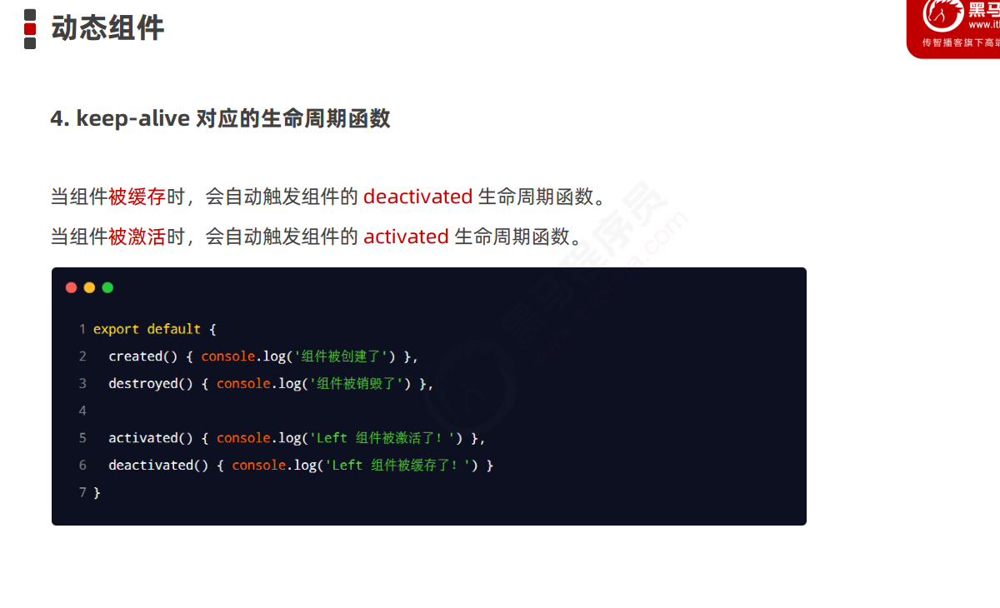 动态组件
黑马
www.it
传智播客旗下高端
4. keep-alive 对应的生命周期函数
当组件被缓存时，会自动触发组件的 deactivated 生命周期函数。
当组件被激活时，会自动触发组件的 activated 生命周期函数。
黑马程序员
1 export default {
2   created() { console.log('组件被创建了') },
3   destroyed() { console.log('组件被销毁了') },
4
5   activated() { console.log('Left 组件被激活了！') },
6   deactivated() { console.log('Left 组件被缓存了！') }
7 }